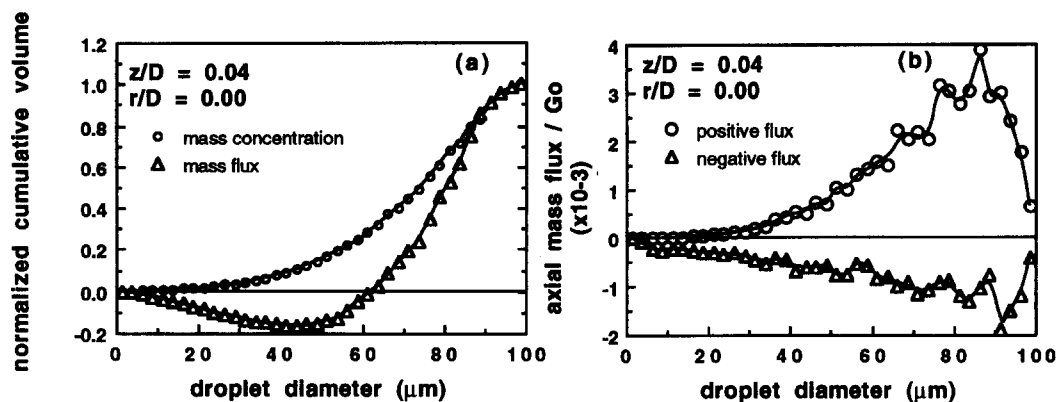 normalized cumulative volume
1.2
1.0
0.8
0.6
0.4
0.2
0.0
-0.2
(a)
z/D = 0.04
r/D = 0.00
mass concentration
mass flux
0 20 40 60 80 100
droplet diameter (μm)
axial mass flux / Go
(x10-3)
4
3
2
1
0
-1
-2
(b)
z/D = 0.04
r/D = 0.00
positive flux
negative flux
0 20 40 60 80 100
droplet diameter (μm)